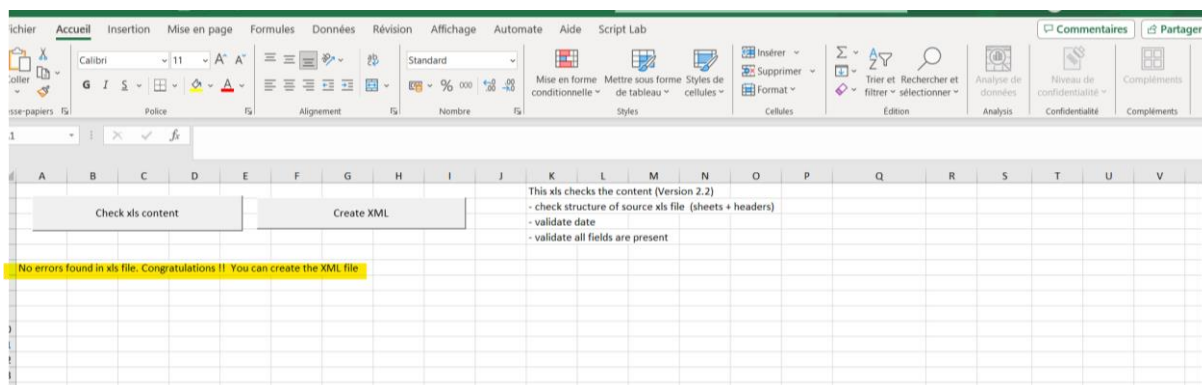 ichier Accueil Insertion Mise en page Formules Données Révision Affichage Automate Aide Script Lab Commentaires Partager
Calibri 11 A^ Aˇ Standard Insérer Σ
Coller Supprimer
G I S A % 000 Format
Mise en forme conditionnelle Mettre sous forme de tableau Styles de cellules Trier et filtrer Rechercher et sélectionner Analyse de données Niveau de confidentialité Compléments
sse-papiers Police Alignement Nombre Styles Cellules Édition Analysis Confidentialité Compléments
fx
A B C D E F G H I J K L M N O P Q R S T U V
This xls checks the content (Version 2.2)
Check xls content Create XML - check structure of source xls file (sheets + headers)
- validate date
- validate all fields are present
No errors found in xls file. Congratulations !! You can create the XML file